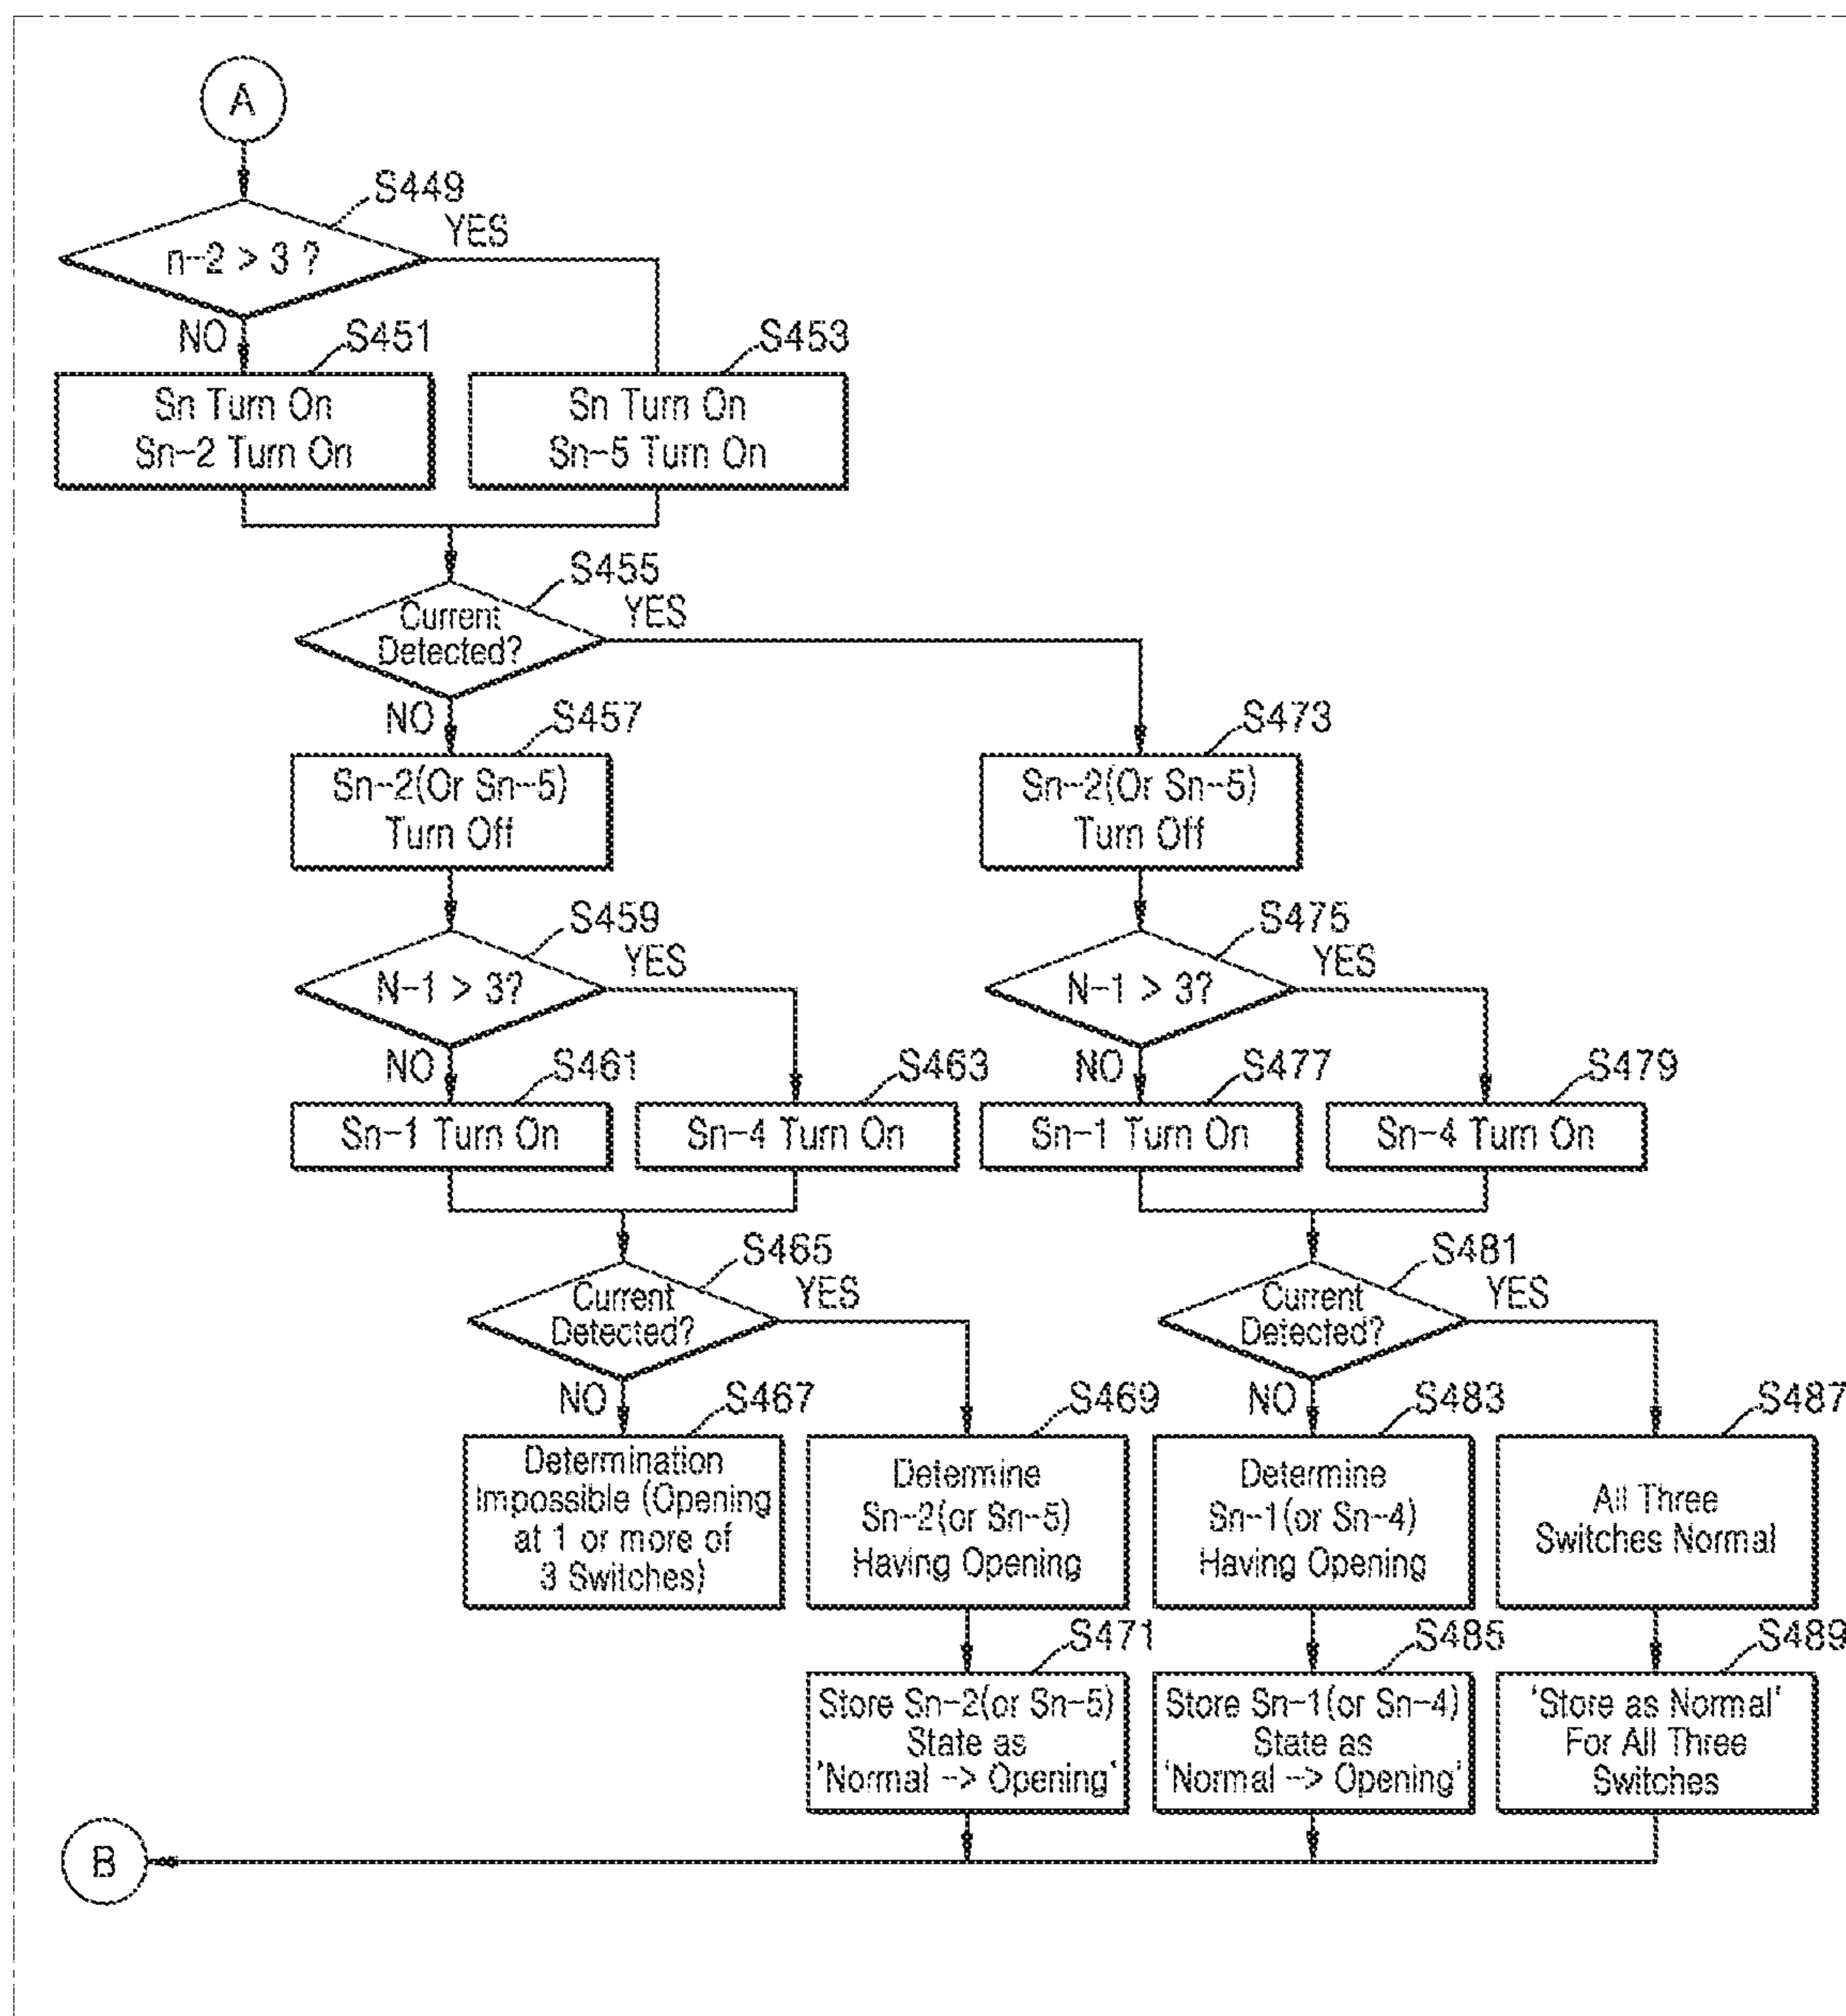 A
S449
YES
n-2 > 3 ?
NO
S451
S453
Sn Turn On
Sn-2 Turn On
Sn Turn On
Sn-5 Turn On
S455
YES
Current
Detected?
NO
S457
S473
Sn-2(Or Sn-5)
Turn Off
Sn-2(Or Sn-5)
Turn Off
S459
YES
S475
YES
N-1 > 3?
N-1 > 3?
NO
S461
S463
NO
S477
S479
Sn-1 Turn On
Sn-4 Turn On
Sn-1 Turn On
Sn-4 Turn On
S465
YES
S481
YES
Current
Detected?
Current
Detected?
NO
S467
S469
NO
S483
S487
Determination
Impossible (Opening
at 1 or more of
3 Switches)
Determine
Sn-2(or Sn-5)
Having Opening
Determine
Sn-1(or Sn-4)
Having Opening
All Three
Switches Normal
S471
S485
S489
Store Sn-2(or Sn-5)
State as
'Normal --> Opening'
Store Sn-1(or Sn-4)
State as
'Normal --> Opening'
'Store as Normal'
For All Three
Switches
B